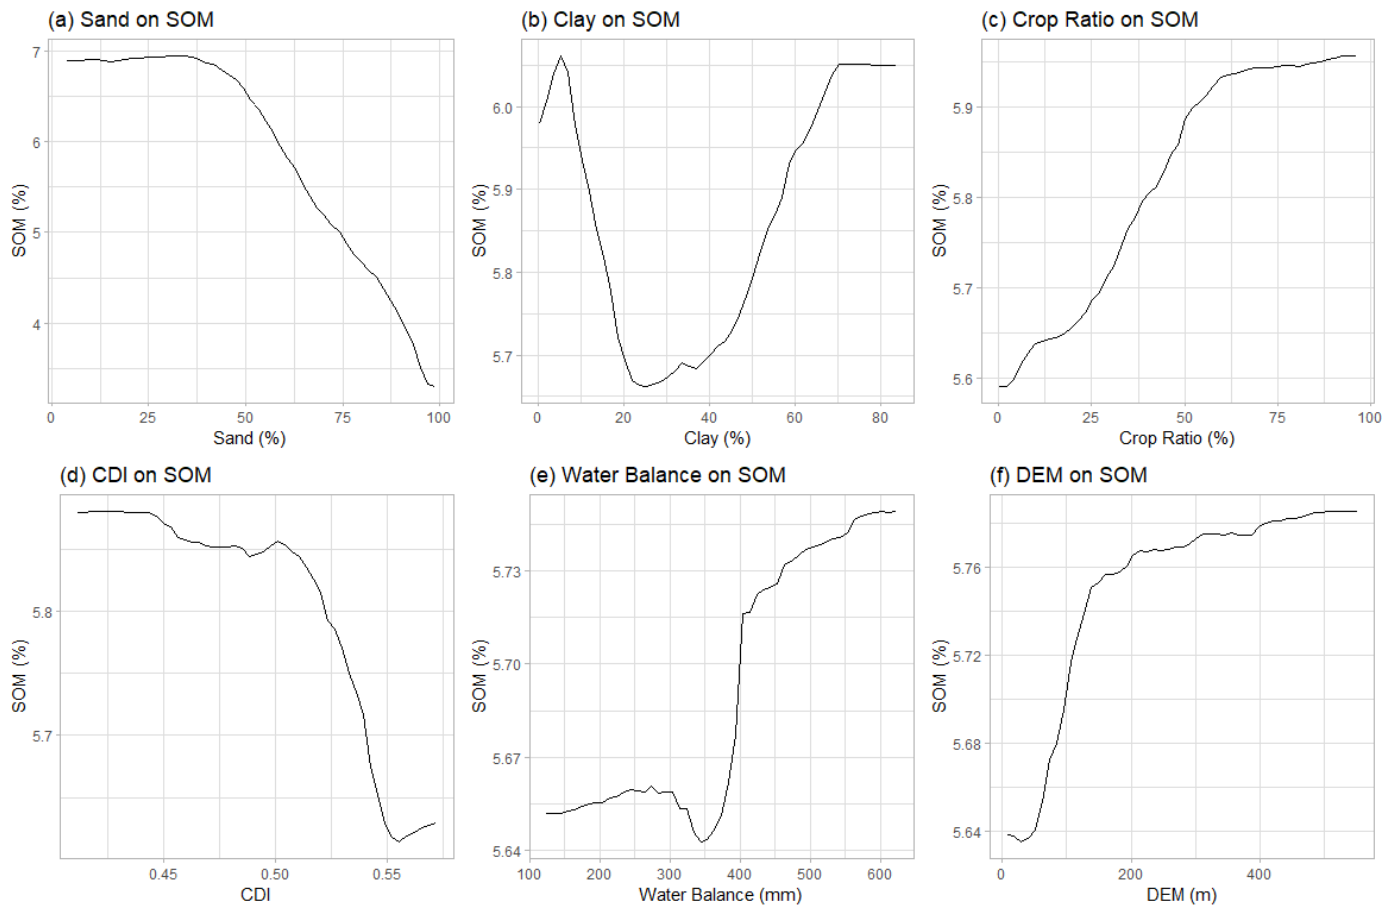 (a) Sand on SOM
(b) Clay on SOM
(c) Crop Ratio on SOM
7
6
5
4
SOM (%)
0
25
50
75
100
Sand (%)
6.0
5.9
5.8
5.7
SOM (%)
0
20
40
60
80
Clay (%)
5.9
5.8
5.7
5.6
SOM (%)
0
25
50
75
100
Crop Ratio (%)
(d) CDI on SOM
(e) Water Balance on SOM
(f) DEM on SOM
5.8
5.7
SOM (%)
0.45
0.50
0.55
CDI
5.73
5.70
5.67
5.64
SOM (%)
100
200
300
400
500
600
Water Balance (mm)
5.76
5.72
5.68
5.64
SOM (%)
0
200
400
DEM (m)